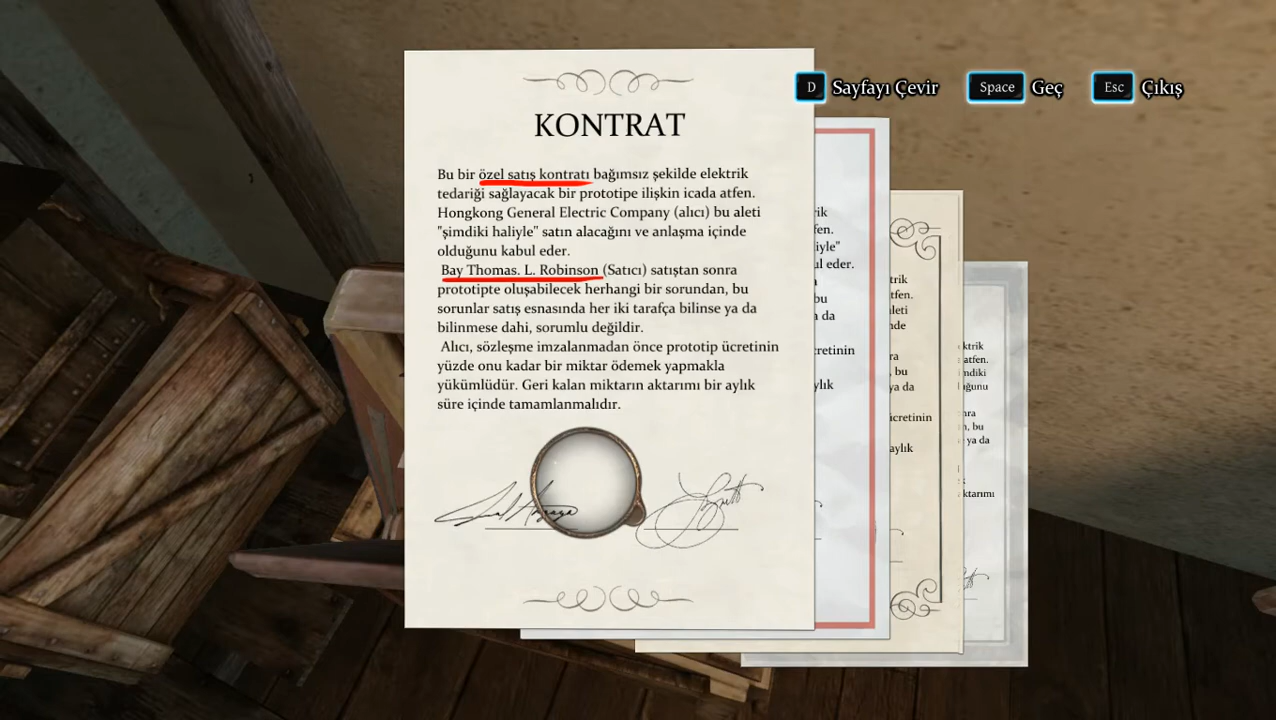 D Sayfayı Çevir Space Geç Esc Çıkış
KONTRAT
Bu bir özel satış kontratı bağımsız şekilde elektrik
tedariği sağlayacak bir prototipe ilişkin icada atfen.
Hongkong General Electric Company (alıcı) bu aleti
"şimdiki haliyle" satın alacağını ve anlaşma içinde
olduğunu kabul eder.
Bay Thomas. L. Robinson (Satıcı) satıştan sonra
prototipte oluşabilecek herhangi bir sorundan, bu
sorunlar satış esnasında her iki tarafça bilinse ya da
bilinmese dahi, sorumlu değildir.
Alıcı, sözleşme imzalanmadan önce prototip ücretinin
yüzde onu kadar bir miktar ödemek yapmakla
yükümlüdür. Geri kalan miktarın aktarımı bir aylık
süre içinde tamamlanmalıdır.